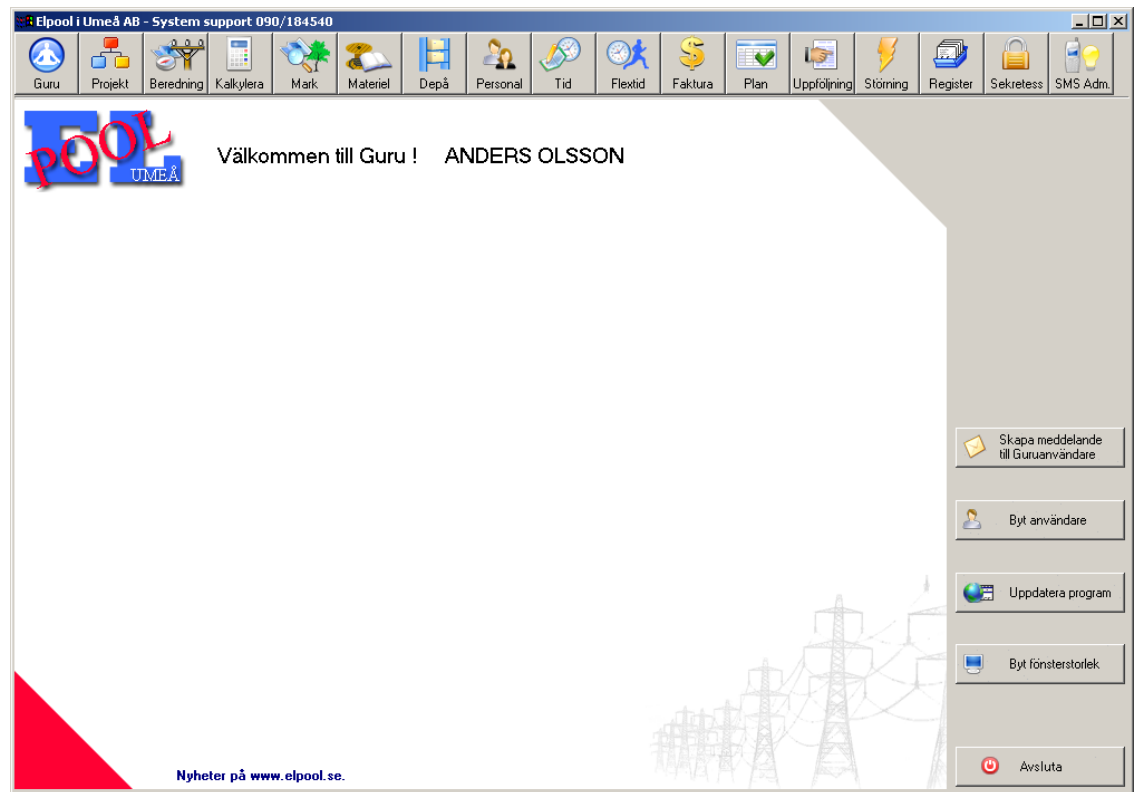 Elpool i Umeå AB - System support 090/184540
Guru Projekt Beredning Kalkylera Mark Materiel Depå Personal Tid Flextid Faktura Plan Uppföljning Störning Register Sekretess SMS Adm.
EL
POOL
UMEÅ
Välkommen till Guru ! ANDERS OLSSON
Skapa meddelande
till Guruanvändare
Byt användare
Uppdatera program
Byt fönsterstorlek
Avsluta
Nyheter på www.elpool.se.